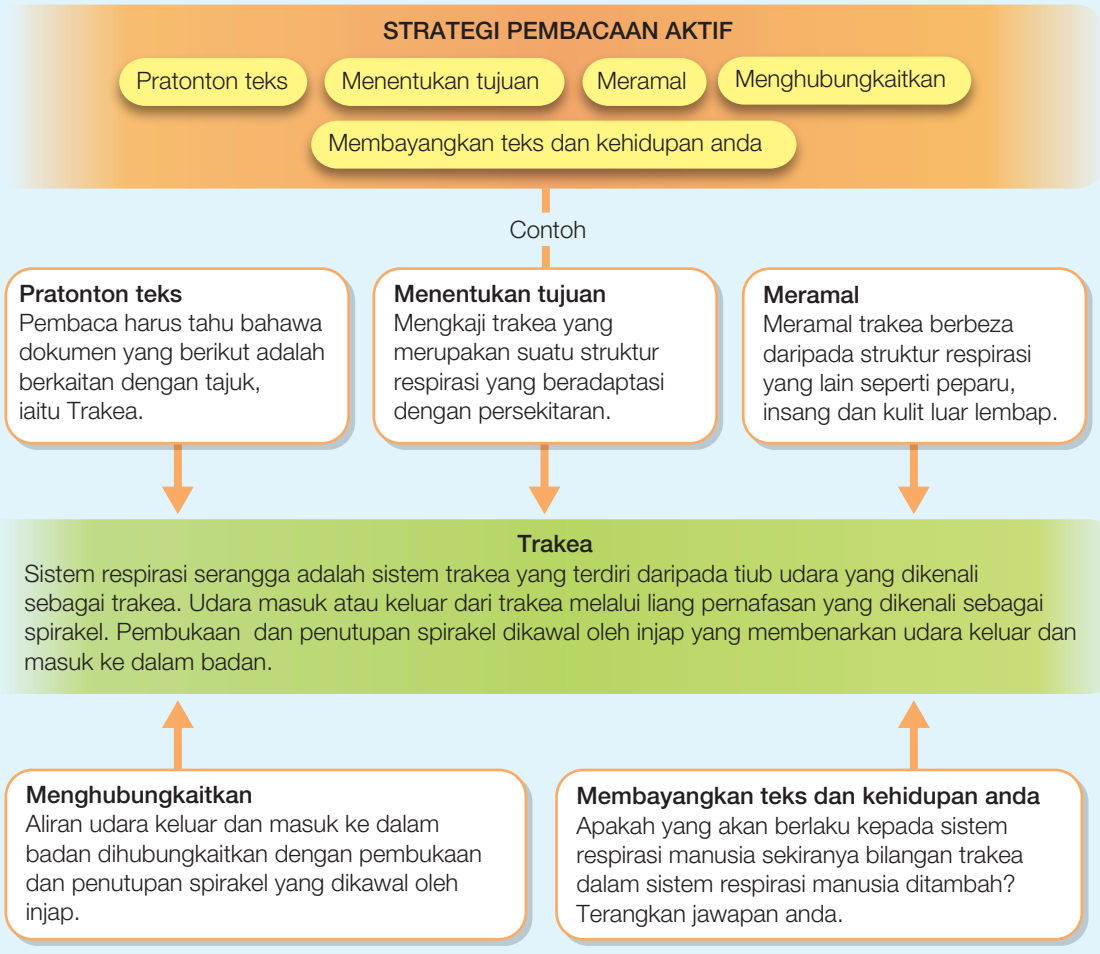 STRATEGI PEMBACAAN AKTIF
Pratonton teks
Menentukan tujuan
Meramal
Menghubungkaitkan
Membayangkan teks dan kehidupan anda
Contoh
Pratonton teks
Pembaca harus tahu bahawa
dokumen yang berikut adalah
berkaitan dengan tajuk,
iaitu Trakea.
Menentukan tujuan
Mengkaji trakea yang
merupakan suatu struktur
respirasi yang beradaptasi
dengan persekitaran.
Meramal
Meramal trakea berbeza
daripada struktur respirasi
yang lain seperti peparu,
insang dan kulit luar lembap.
Trakea
Sistem respirasi serangga adalah sistem trakea yang terdiri daripada tiub udara yang dikenali
sebagai trakea. Udara masuk atau keluar dari trakea melalui liang pernafasan yang dikenali sebagai
spirakel. Pembukaan dan penutupan spirakel dikawal oleh injap yang membenarkan udara keluar dan
masuk ke dalam badan.
Menghubungkaitkan
Aliran udara keluar dan masuk ke dalam
badan dihubungkaitkan dengan pembukaan
dan penutupan spirakel yang dikawal oleh
injap.
Membayangkan teks dan kehidupan anda
Apakah yang akan berlaku kepada sistem
respirasi manusia sekiranya bilangan trakea
dalam sistem respirasi manusia ditambah?
Terangkan jawapan anda.